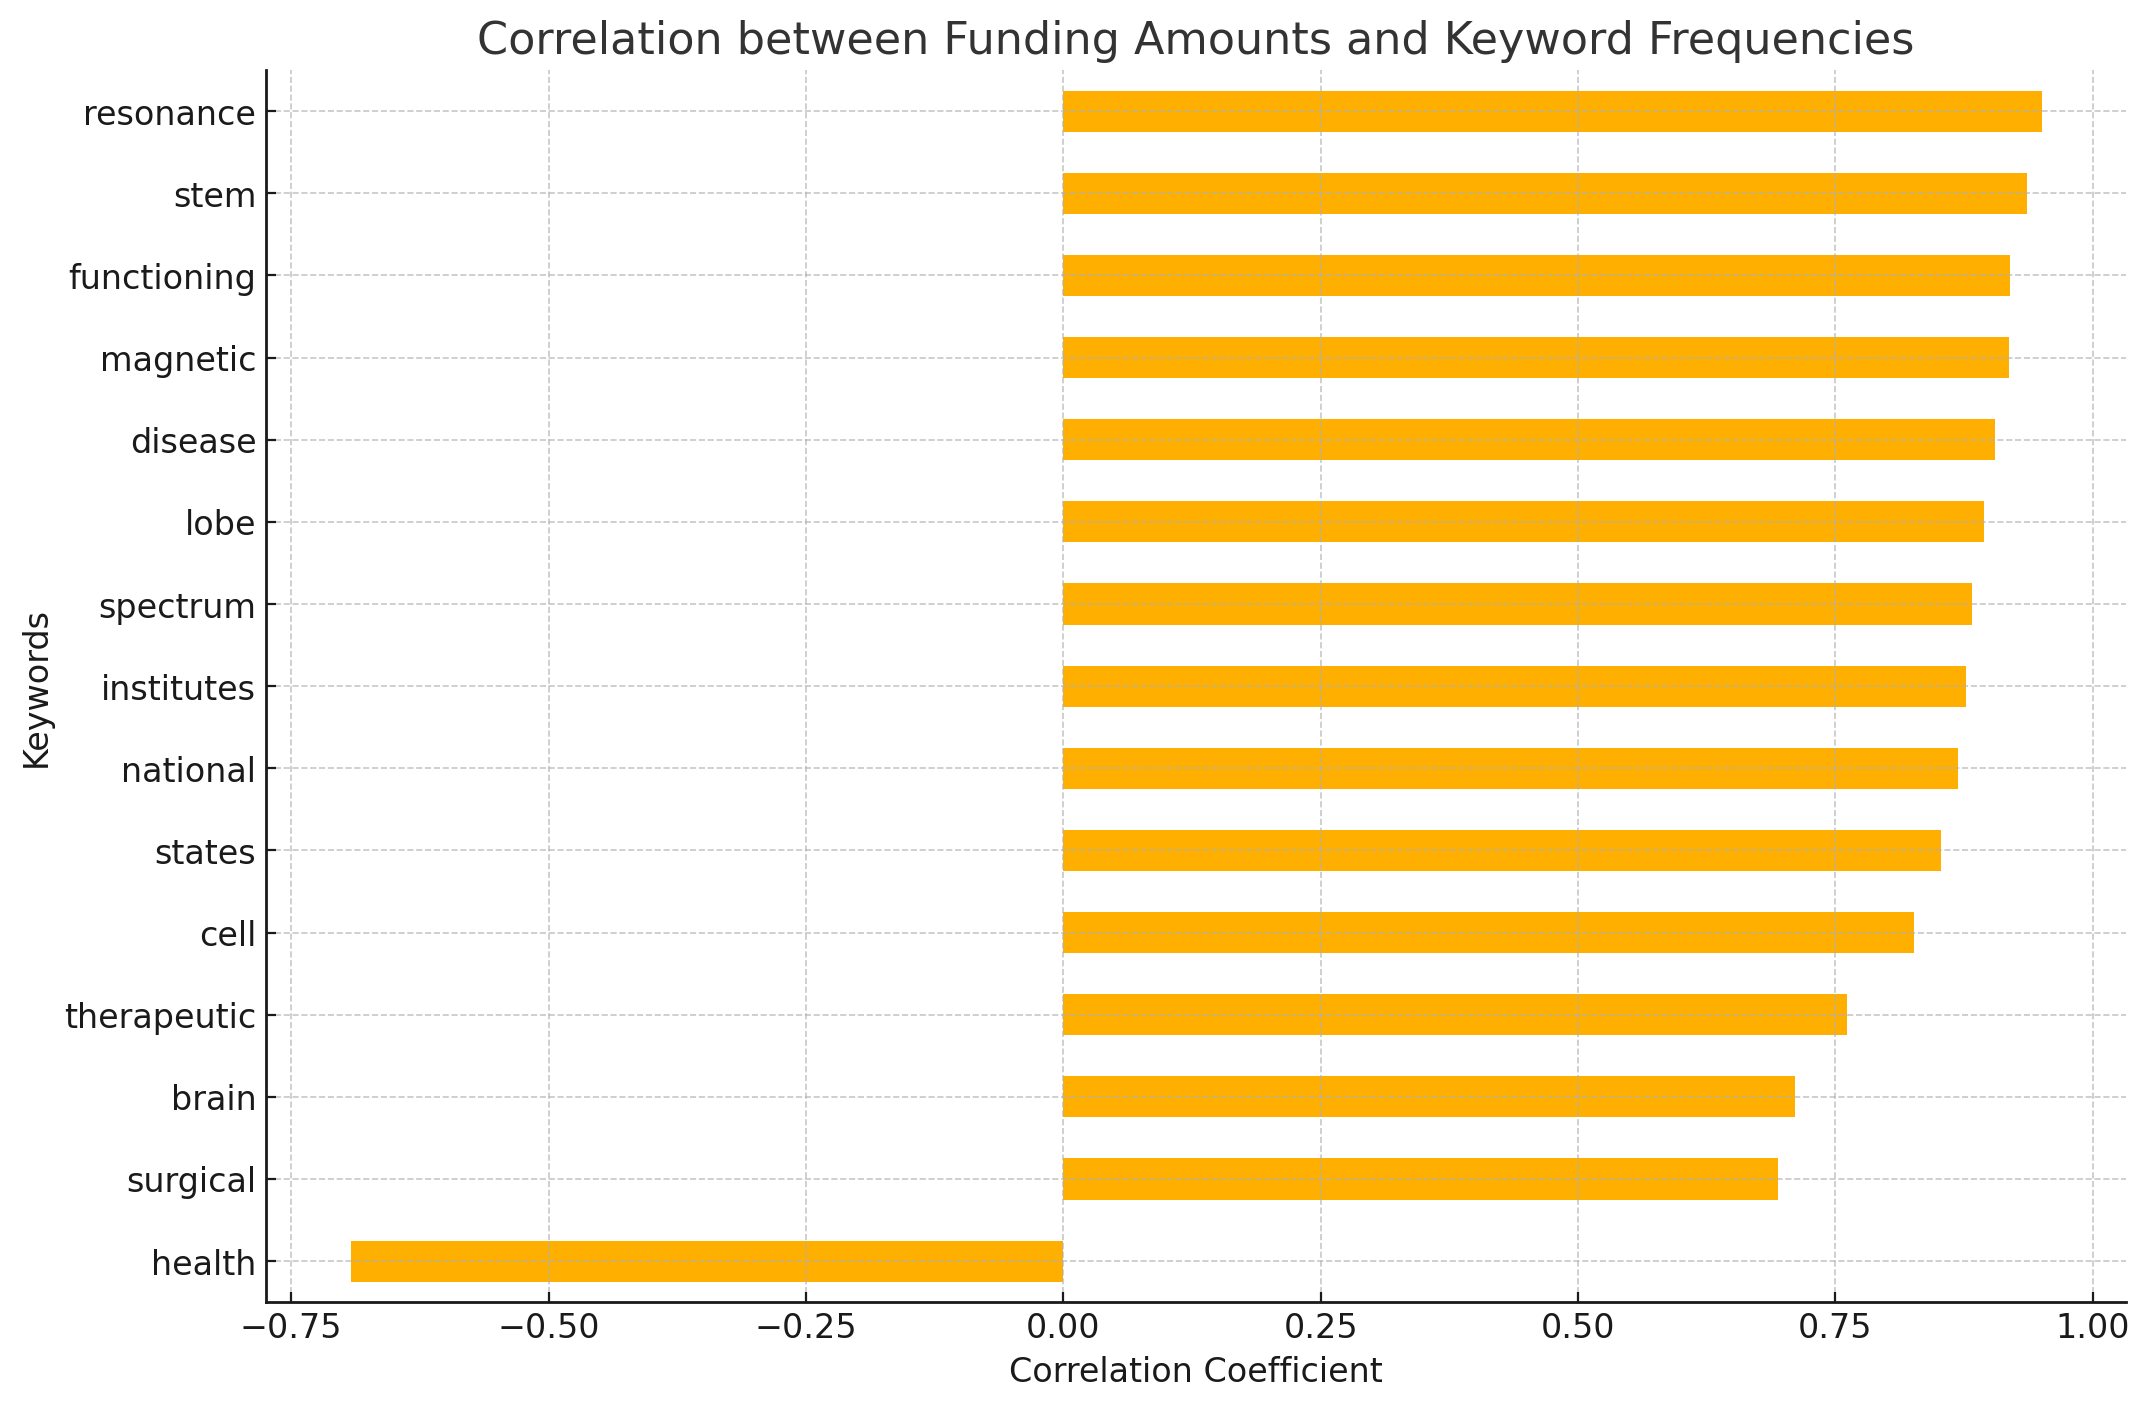 Correlation between Funding Amounts and Keyword Frequencies
resonance
stem
functioning
magnetic
disease
lobe
spectrum
institutes
national
states
cell
therapeutic
brain
surgical
health
Keywords
−0.75 −0.50 −0.25 0.00 0.25 0.50 0.75 1.00
Correlation Coefficient